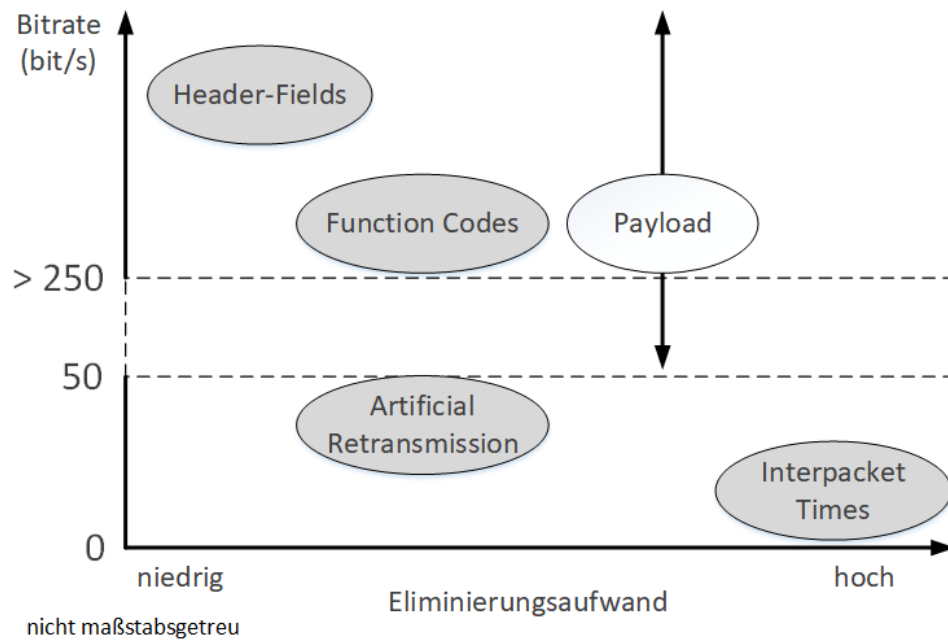 Bitrate
(bit/s)
Header-Fields
Function Codes
Payload
> 250
50
Artificial
Retransmission
Interpacket
Times
0
niedrig
hoch
Eliminierungsaufwand
nicht maßstabsgetreu